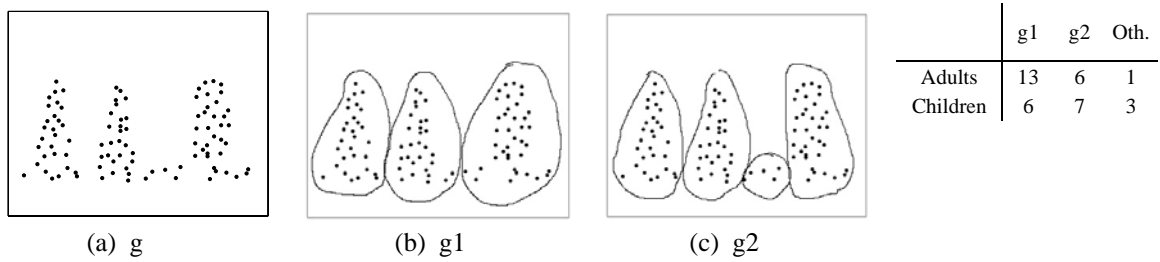 g1 g2 Oth.
Adults 13 6 1
Children 6 7 3
(a) g
(b) g1
(c) g2